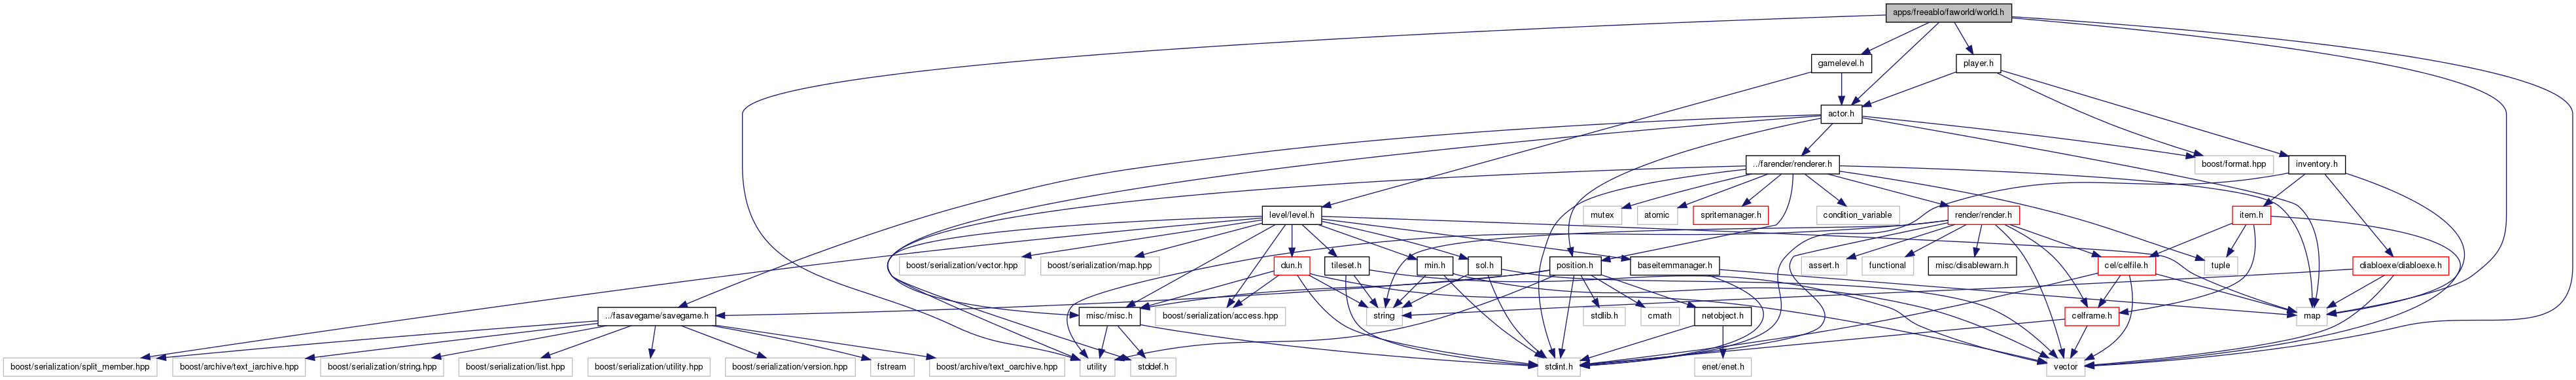 apps/freeablo/faworld/world.h
gamelevel.h
player.h
actor.h
../farender/renderer.h
boost/format.hpp
inventory.h
level/level.h
mutex
atomic
spritemanager.h
condition_variable
render/render.h
item.h
boost/serialization/vector.hpp
boost/serialization/map.hpp
dun.h
tileset.h
min.h
sol.h
position.h
baseitemmanager.h
assert.h
functional
misc/disablewarn.h
cel/celfile.h
tuple
diabloexe/diabloexe.h
../fasavegame/savegame.h
misc/misc.h
boost/serialization/access.hpp
string
stdlib.h
cmath
netobject.h
celframe.h
map
boost/serialization/split_member.hpp
boost/archive/text_iarchive.hpp
boost/serialization/string.hpp
boost/serialization/list.hpp
boost/serialization/utility.hpp
boost/serialization/version.hpp
fstream
boost/archive/text_oarchive.hpp
utility
stddef.h
stdint.h
enet/enet.h
vector